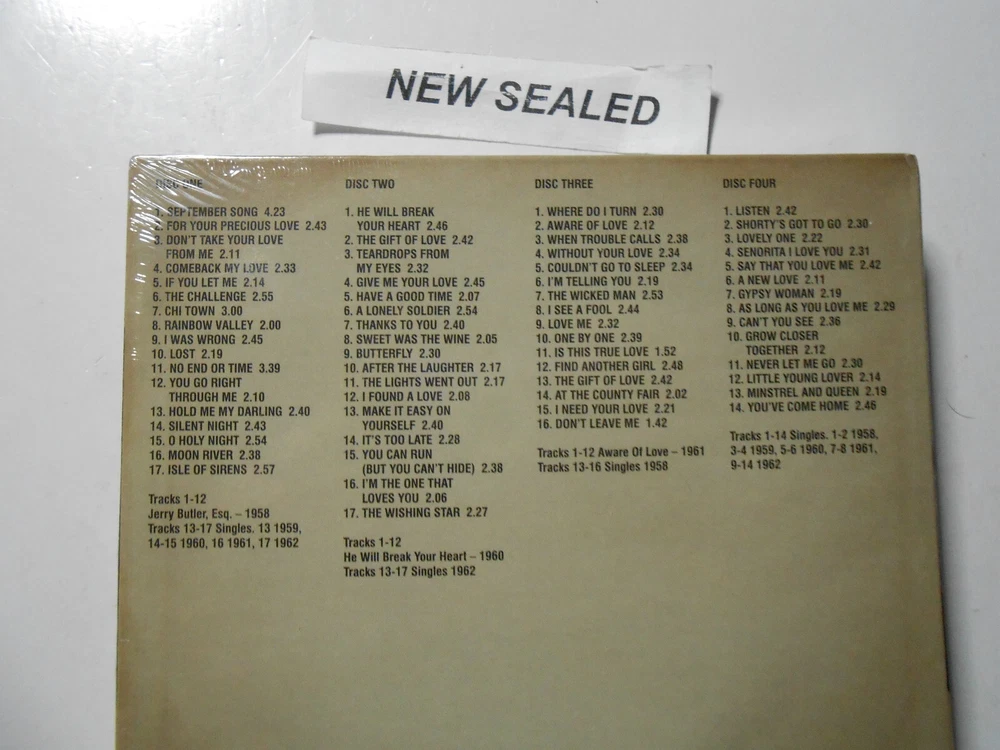 NEW SEALED
DISC ONE
1. SEPTEMBER SONG 4.23
2. FOR YOUR PRECIOUS LOVE 2.43
3. DON'T TAKE YOUR LOVE
FROM ME 2.11
4. COMEBACK MY LOVE 2.33
5. IF YOU LET ME 2.14
6. THE CHALLENGE 2.55
7. CHI TOWN 3.00
8. RAINBOW VALLEY 2.00
9. I WAS WRONG 2.45
10. LOST 2.19
11. NO END OR TIME 3.39
12. YOU GO RIGHT
THROUGH ME 2.10
13. HOLD ME MY DARLING 2.40
14. SILENT NIGHT 2.43
15. O HOLY NIGHT 2.54
16. MOON RIVER 2.38
17. ISLE OF SIRENS 2.57
Tracks 1-12
Jerry Butler, Esq. – 1958
Tracks 13-17 Singles. 13 1959,
14-15 1960, 16 1961, 17 1962
DISC TWO
1. HE WILL BREAK
YOUR HEART 2.46
2. THE GIFT OF LOVE 2.42
3. TEARDROPS FROM
MY EYES 2.32
4. GIVE ME YOUR LOVE 2.45
5. HAVE A GOOD TIME 2.07
6. A LONELY SOLDIER 2.54
7. THANKS TO YOU 2.40
8. SWEET WAS THE WINE 2.05
9. BUTTERFLY 2.30
10. AFTER THE LAUGHTER 2.17
11. THE LIGHTS WENT OUT 2.17
12. I FOUND A LOVE 2.08
13. MAKE IT EASY ON
YOURSELF 2.40
14. IT'S TOO LATE 2.28
15. YOU CAN RUN
(BUT YOU CAN'T HIDE) 2.38
16. I'M THE ONE THAT
LOVES YOU 2.06
17. THE WISHING STAR 2.27
Tracks 1-12
He Will Break Your Heart – 1960
Tracks 13-17 Singles 1962
DISC THREE
1. WHERE DO I TURN 2.30
2. AWARE OF LOVE 2.12
3. WHEN TROUBLE CALLS 2.38
4. WITHOUT YOUR LOVE 2.34
5. COULDN'T GO TO SLEEP 2.34
6. I'M TELLING YOU 2.19
7. THE WICKED MAN 2.53
8. I SEE A FOOL 2.44
9. LOVE ME 2.32
10. ONE BY ONE 2.39
11. IS THIS TRUE LOVE 1.52
12. FIND ANOTHER GIRL 2.48
13. THE GIFT OF LOVE 2.42
14. AT THE COUNTY FAIR 2.02
15. I NEED YOUR LOVE 2.21
16. DON'T LEAVE ME 1.42
Tracks 1-12 Aware Of Love – 1961
Tracks 13-16 Singles 1958
DISC FOUR
1. LISTEN 2.42
2. SHORTY'S GOT TO GO 2.30
3. LOVELY ONE 2.22
4. SENORITA I LOVE YOU 2.31
5. SAY THAT YOU LOVE ME 2.42
6. A NEW LOVE 2.11
7. GYPSY WOMAN 2.19
8. AS LONG AS YOU LOVE ME 2.29
9. CAN'T YOU SEE 2.36
10. GROW CLOSER
TOGETHER 2.12
11. NEVER LET ME GO 2.30
12. LITTLE YOUNG LOVER 2.14
13. MINSTREL AND QUEEN 2.19
14. YOU'VE COME HOME 2.46
Tracks 1-14 Singles. 1-2 1958,
3-4 1959, 5-6 1960, 7-8 1961,
9-14 1962